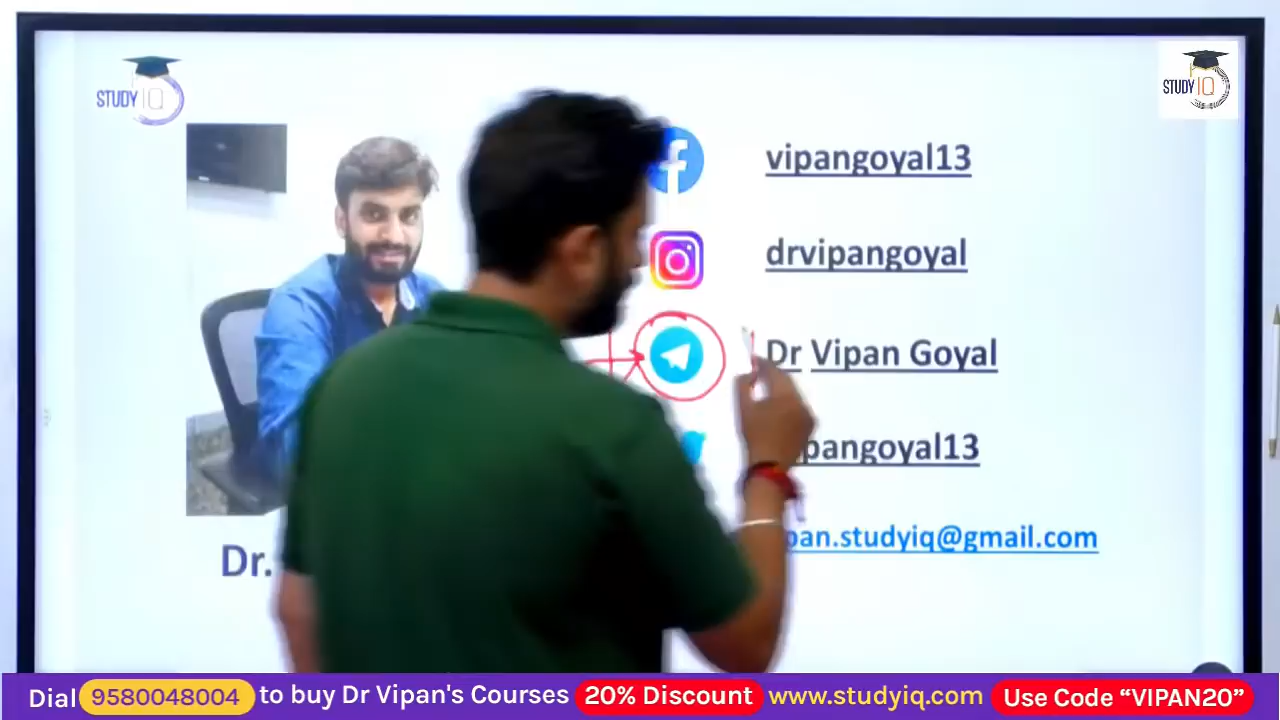 STUDY IQ
STUDY IQ
vipangoyal13
drvipangoyal
Dr Vipan Goyal
pangoyal13
pan.studyiq@gmail.com
Dr.
Dial 9580048004 to buy Dr Vipan's Courses 20% Discount www.studyiq.com Use Code “VIPAN20”